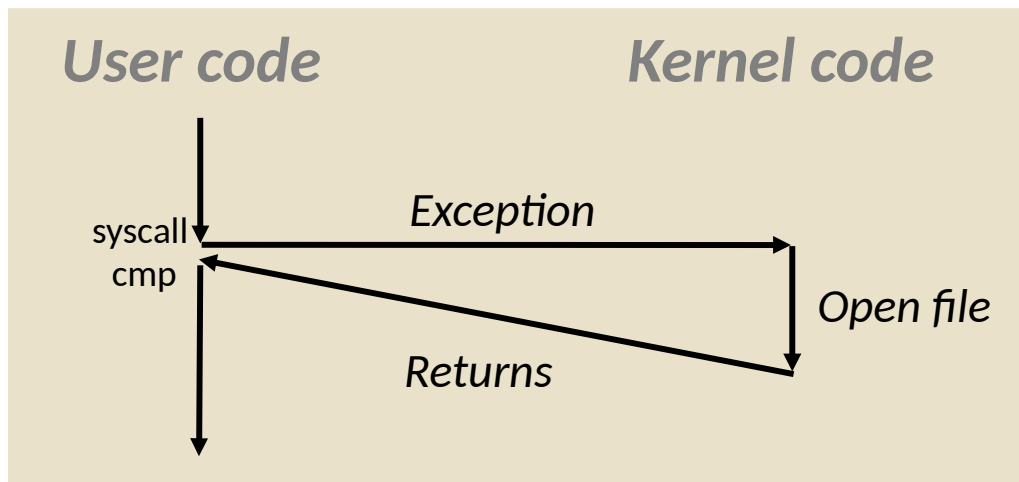 User code
Kernel code
Exception
syscall
cmp
Open file
Returns